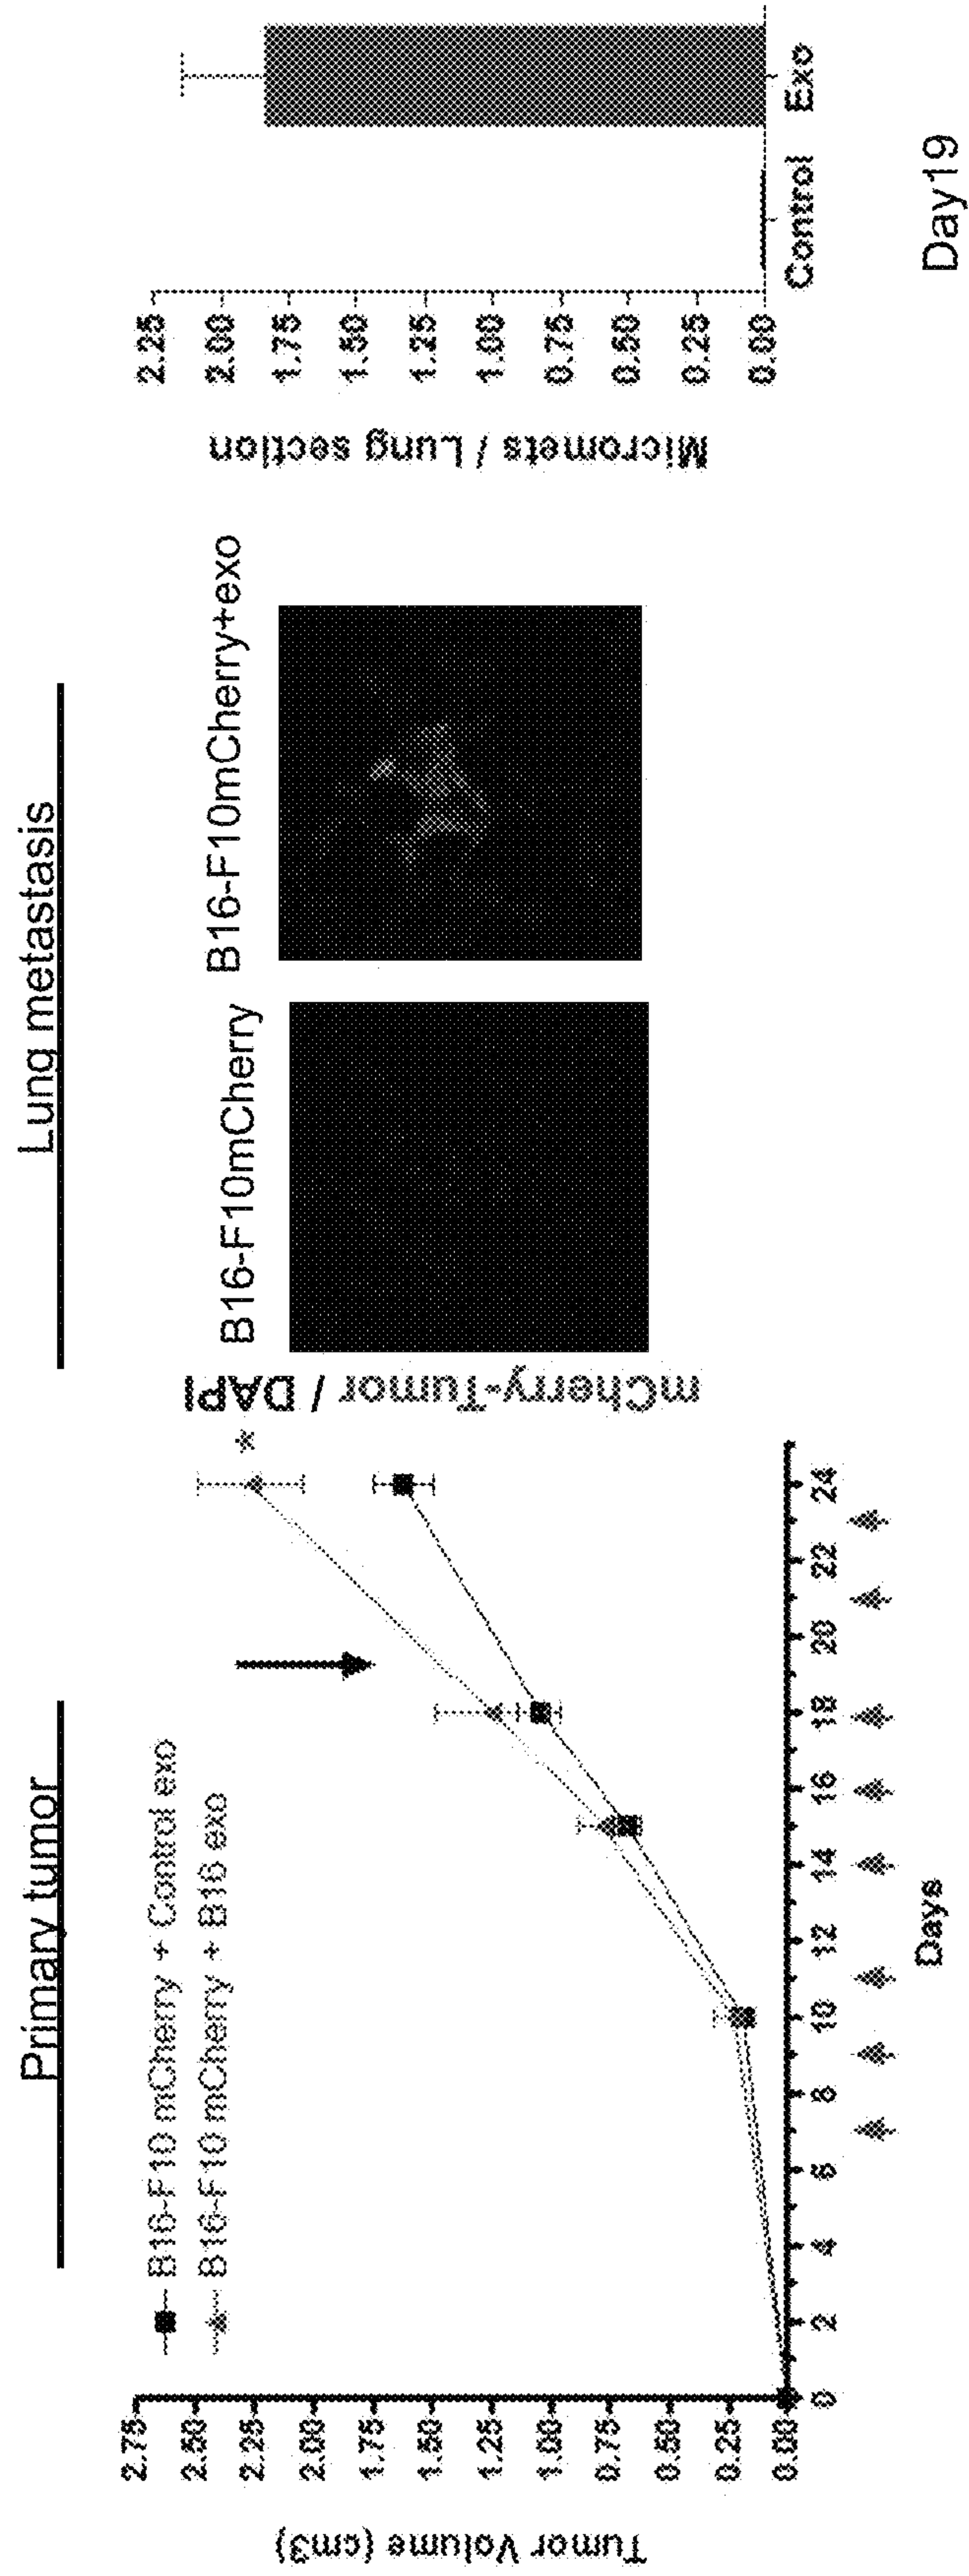 Primary tumor
B16-F10 mCherry + Control exo
B16-F10 mCherry + B16 exo
Tumor Volume (cm3)
2.75
2.50
2.25
2.00
1.75
1.50
1.25
1.00
0.75
0.50
0.25
0.00
0 2 4 6 8 10 12 14 16 18 20 22 24
Days
*
Lung metastasis
mCherry-Tumor / DAPI
B16-F10mCherry
B16-F10mCherry+exo
Micromets / Lung section
2.25
2.00
1.75
1.50
1.25
1.00
0.75
0.50
0.25
0.00
Control Exo
Day19